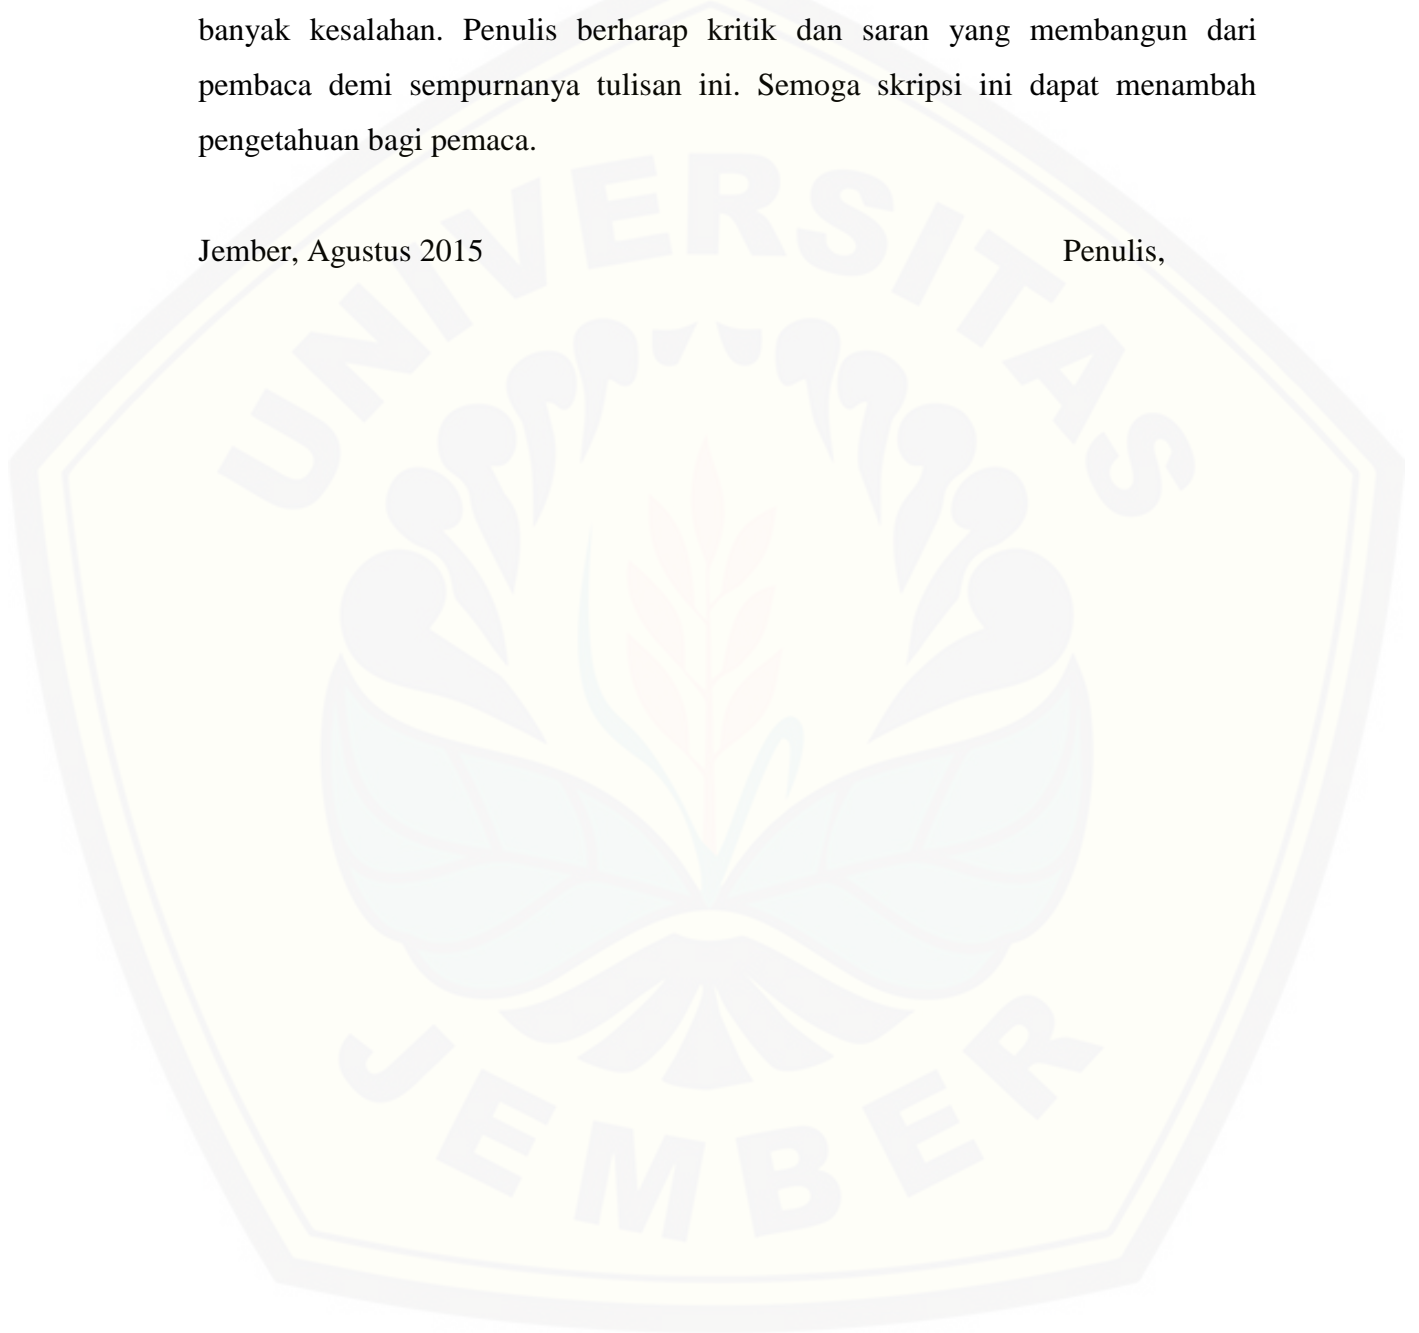 banyak kesalahan. Penulis berharap kritik dan saran yang membangun dari
pembaca demi sempurnanya tulisan ini. Semoga skripsi ini dapat menambah
pengetahuan bagi pemaca.
Jember, Agustus 2015 Penulis,
UNIVERSITAS
JEMBER